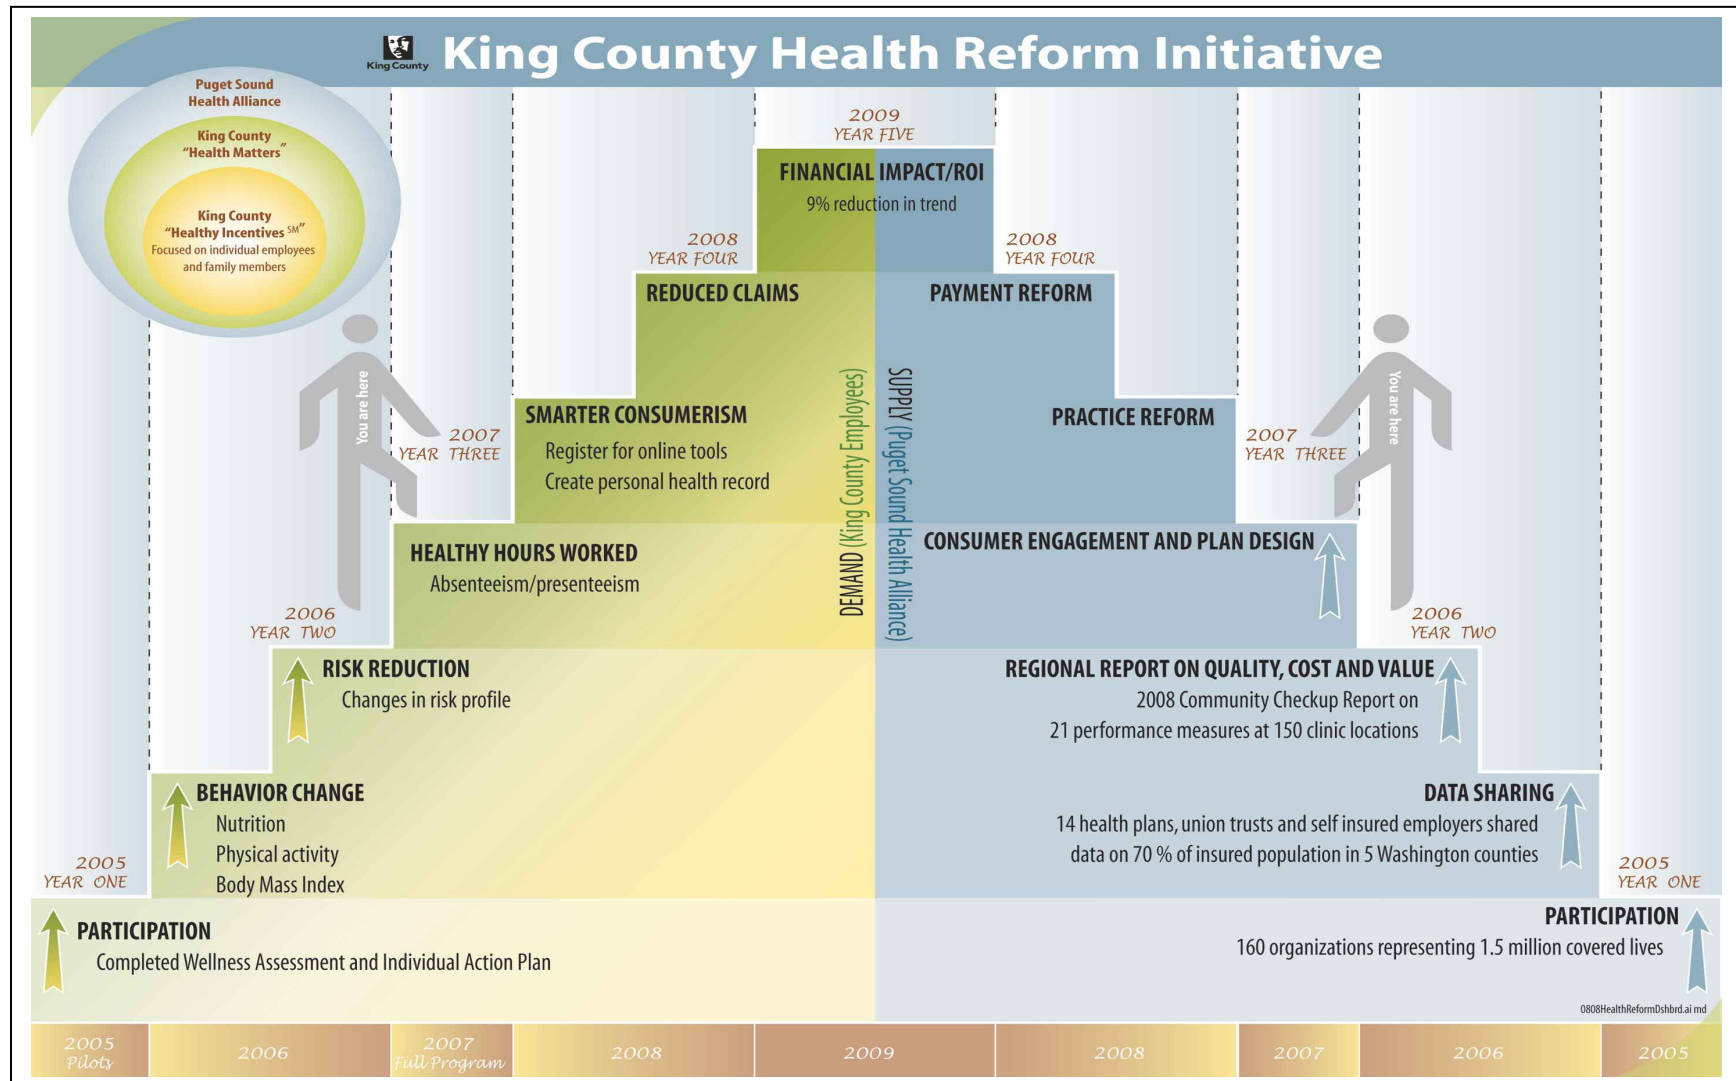 King County
King County Health Reform Initiative
Puget Sound
Health Alliance
King County
“Health Matters”
King County
“Healthy Incentives SM”
Focused on individual employees
and family members
2009
YEAR FIVE
FINANCIAL IMPACT/ROI
9% reduction in trend
2008
YEAR FOUR
REDUCED CLAIMS
2008
YEAR FOUR
PAYMENT REFORM
You are here
2007
YEAR THREE
SMARTER CONSUMERISM
Register for online tools
Create personal health record
DEMAND (King County Employees)
SUPPLY (Puget Sound Health Alliance)
PRACTICE REFORM
2007
YEAR THREE
You are here
HEALTHY HOURS WORKED
Absenteeism/presenteeism
CONSUMER ENGAGEMENT AND PLAN DESIGN
2006
YEAR TWO
RISK REDUCTION
Changes in risk profile
2006
YEAR TWO
REGIONAL REPORT ON QUALITY, COST AND VALUE
2008 Community Checkup Report on
21 performance measures at 150 clinic locations
BEHAVIOR CHANGE
Nutrition
Physical activity
Body Mass Index
DATA SHARING
14 health plans, union trusts and self insured employers shared
data on 70 % of insured population in 5 Washington counties
2005
YEAR ONE
2005
YEAR ONE
PARTICIPATION
Completed Wellness Assessment and Individual Action Plan
PARTICIPATION
160 organizations representing 1.5 million covered lives
0808HealthReformDshbrd.ai md
2005
Pilots
2006
2007
Full Program
2008
2009
2008
2007
2006
2005